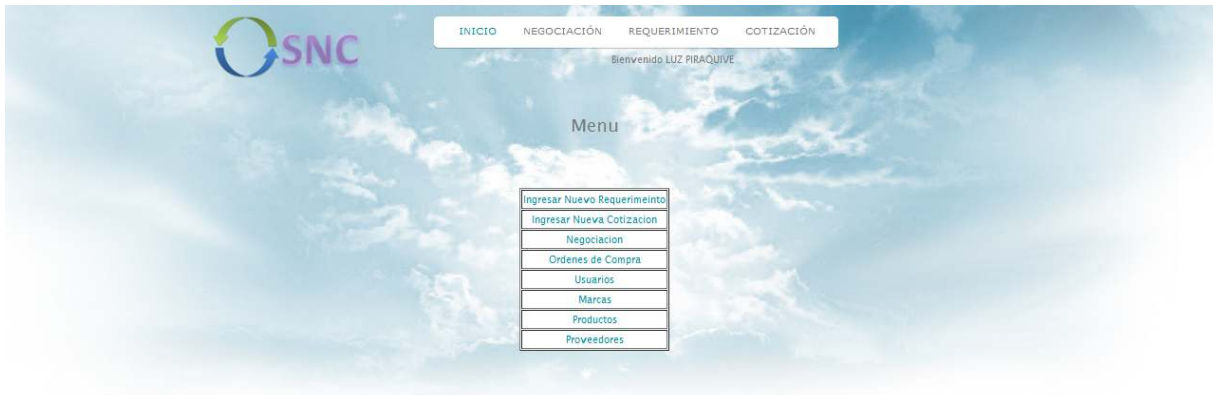 SNC
INICIO NEGOCIACIÓN REQUERIMIENTO COTIZACIÓN
Bienvenido LUZ PIRAQUIVE
Menu
Ingresar Nuevo Requerimeinto
Ingresar Nueva Cotizacion
Negociacion
Ordenes de Compra
Usuarios
Marcas
Productos
Proveedores